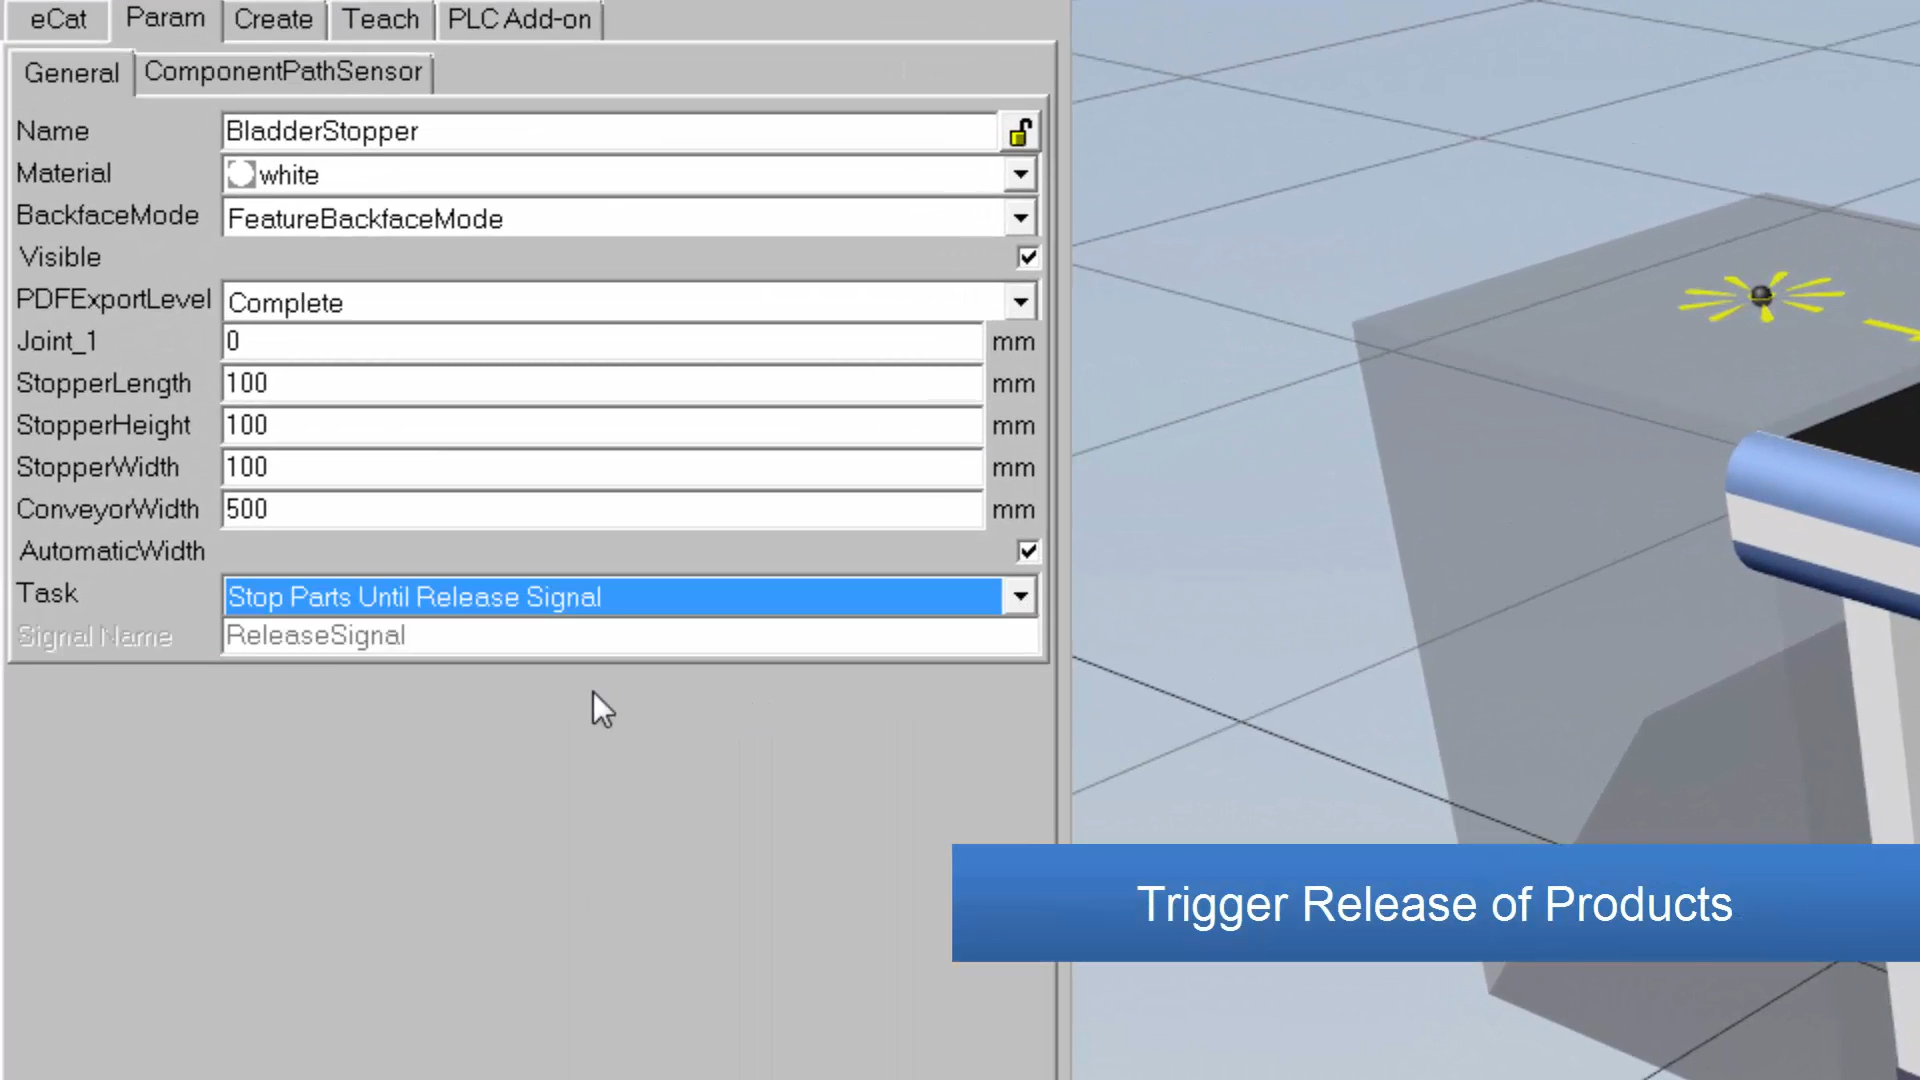 eCat Param Create Teach PLC Add-on
General ComponentPathSensor
Name BladderStopper
Material white
BackfaceMode FeatureBackfaceMode
Visible
PDFExportLevel Complete
Joint_1 0 mm
StopperLength 100 mm
StopperHeight 100 mm
StopperWidth 100 mm
ConveyorWidth 500 mm
AutomaticWidth
Task Stop Parts Until Release Signal
Signal Name ReleaseSignal
Trigger Release of Products